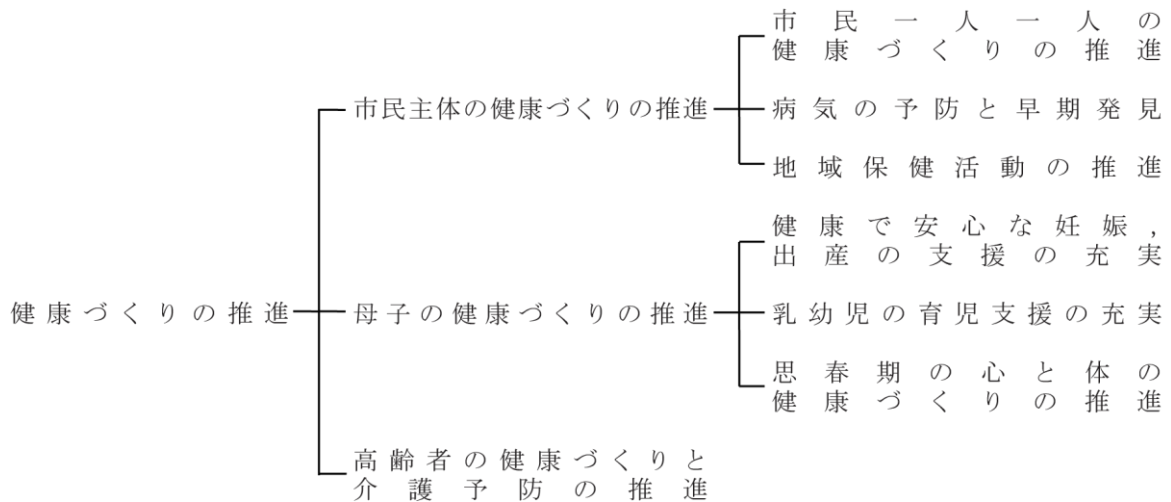 市民一人一人の
健康づくりの推進
市民主体の健康づくりの推進
病気の予防と早期発見
地域保健活動の推進
健康で安心な妊娠，
出産の支援の充実
健康づくりの推進
母子の健康づくりの推進
乳幼児の育児支援の充実
思春期の心と体の
健康づくりの推進
高齢者の健康づくりと
介護予防の推進